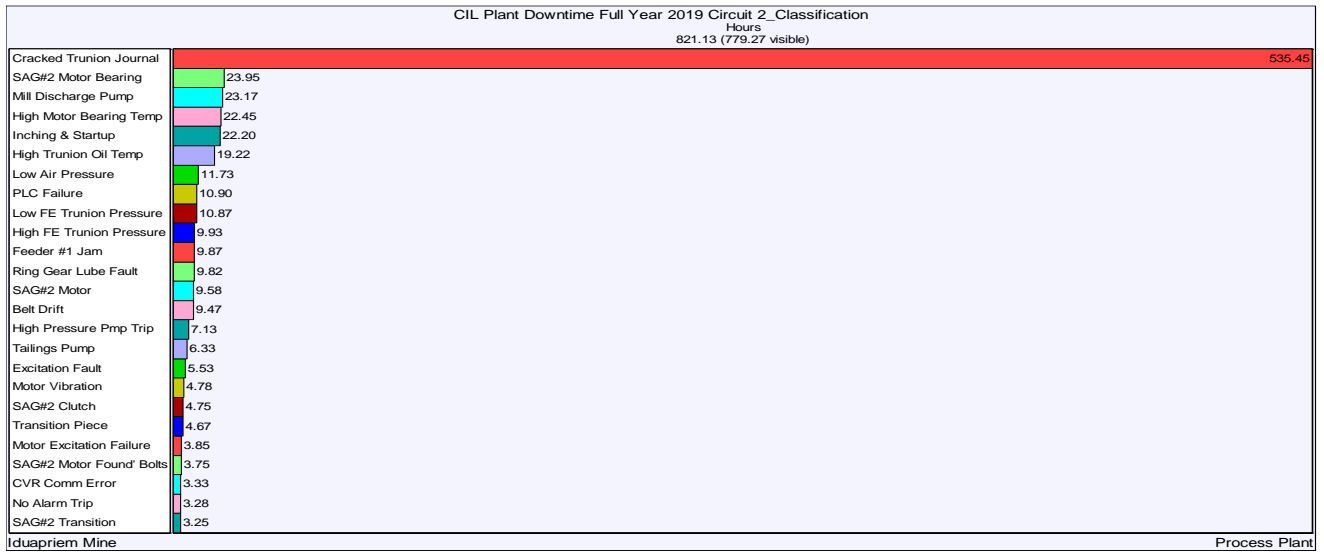 CIL Plant Downtime Full Year 2019 Circuit 2_Classification
Hours
821.13 (779.27 visible)
Cracked Trunion Journal 535.45
SAG#2 Motor Bearing 23.95
Mill Discharge Pump 23.17
High Motor Bearing Temp 22.45
Inching & Startup 22.20
High Trunion Oil Temp 19.22
Low Air Pressure 11.73
PLC Failure 10.90
Low FE Trunion Pressure 10.87
High FE Trunion Pressure 9.93
Feeder #1 Jam 9.87
Ring Gear Lube Fault 9.82
SAG#2 Motor 9.58
Belt Drift 9.47
High Pressure Pmp Trip 7.13
Tailings Pump 6.33
Excitation Fault 5.53
Motor Vibration 4.78
SAG#2 Clutch 4.75
Transition Piece 4.67
Motor Excitation Failure 3.85
SAG#2 Motor Found' Bolts 3.75
CVR Comm Error 3.33
No Alarm Trip 3.28
SAG#2 Transition 3.25
Iduapriem Mine Process Plant